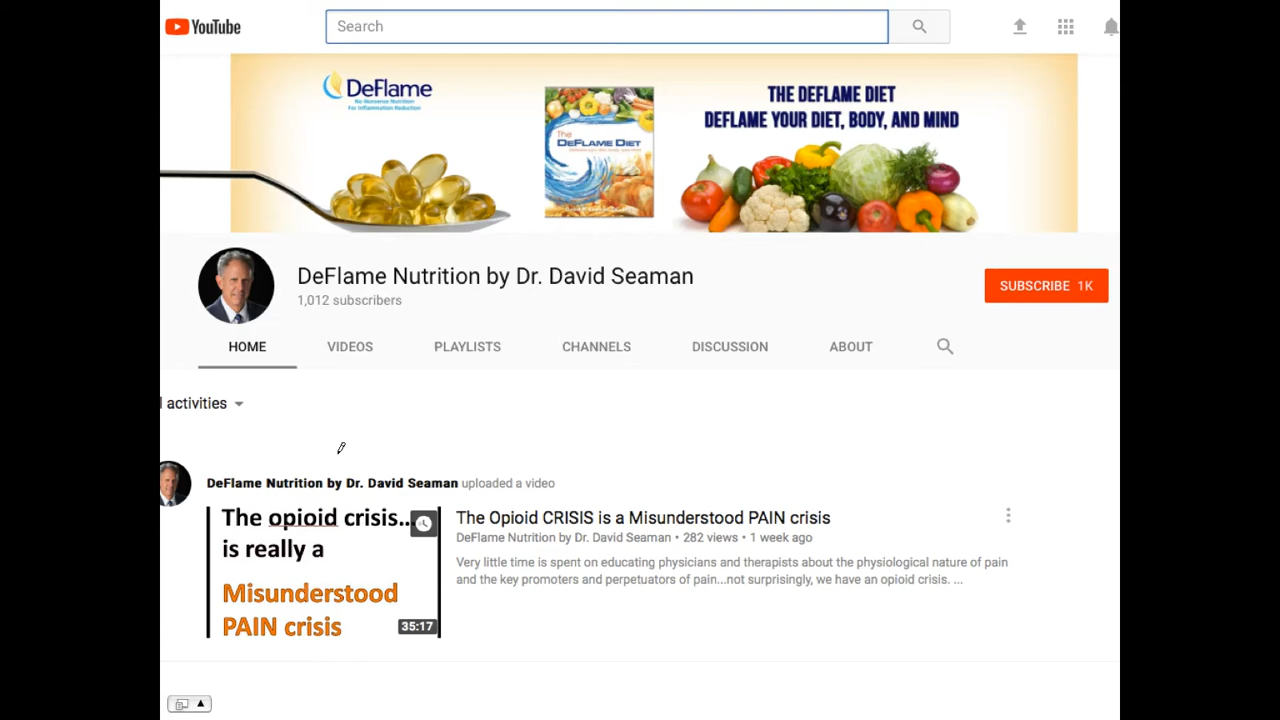 YouTube
Search
DeFlame
No Nonsense Nutrition
For Inflammation Reduction
The
DEFLAME DIET
THE DEFLAME DIET
DEFLAME YOUR DIET, BODY, AND MIND
DeFlame Nutrition by Dr. David Seaman
1,012 subscribers
SUBSCRIBE 1K
HOME VIDEOS PLAYLISTS CHANNELS DISCUSSION ABOUT
activities
DeFlame Nutrition by Dr. David Seaman uploaded a video
The opioid crisis...
is really a
Misunderstood
PAIN crisis
35:17
The Opioid CRISIS is a Misunderstood PAIN crisis
DeFlame Nutrition by Dr. David Seaman • 282 views • 1 week ago
Very little time is spent on educating physicians and therapists about the physiological nature of pain
and the key promoters and perpetuators of pain...not surprisingly, we have an opioid crisis. ...